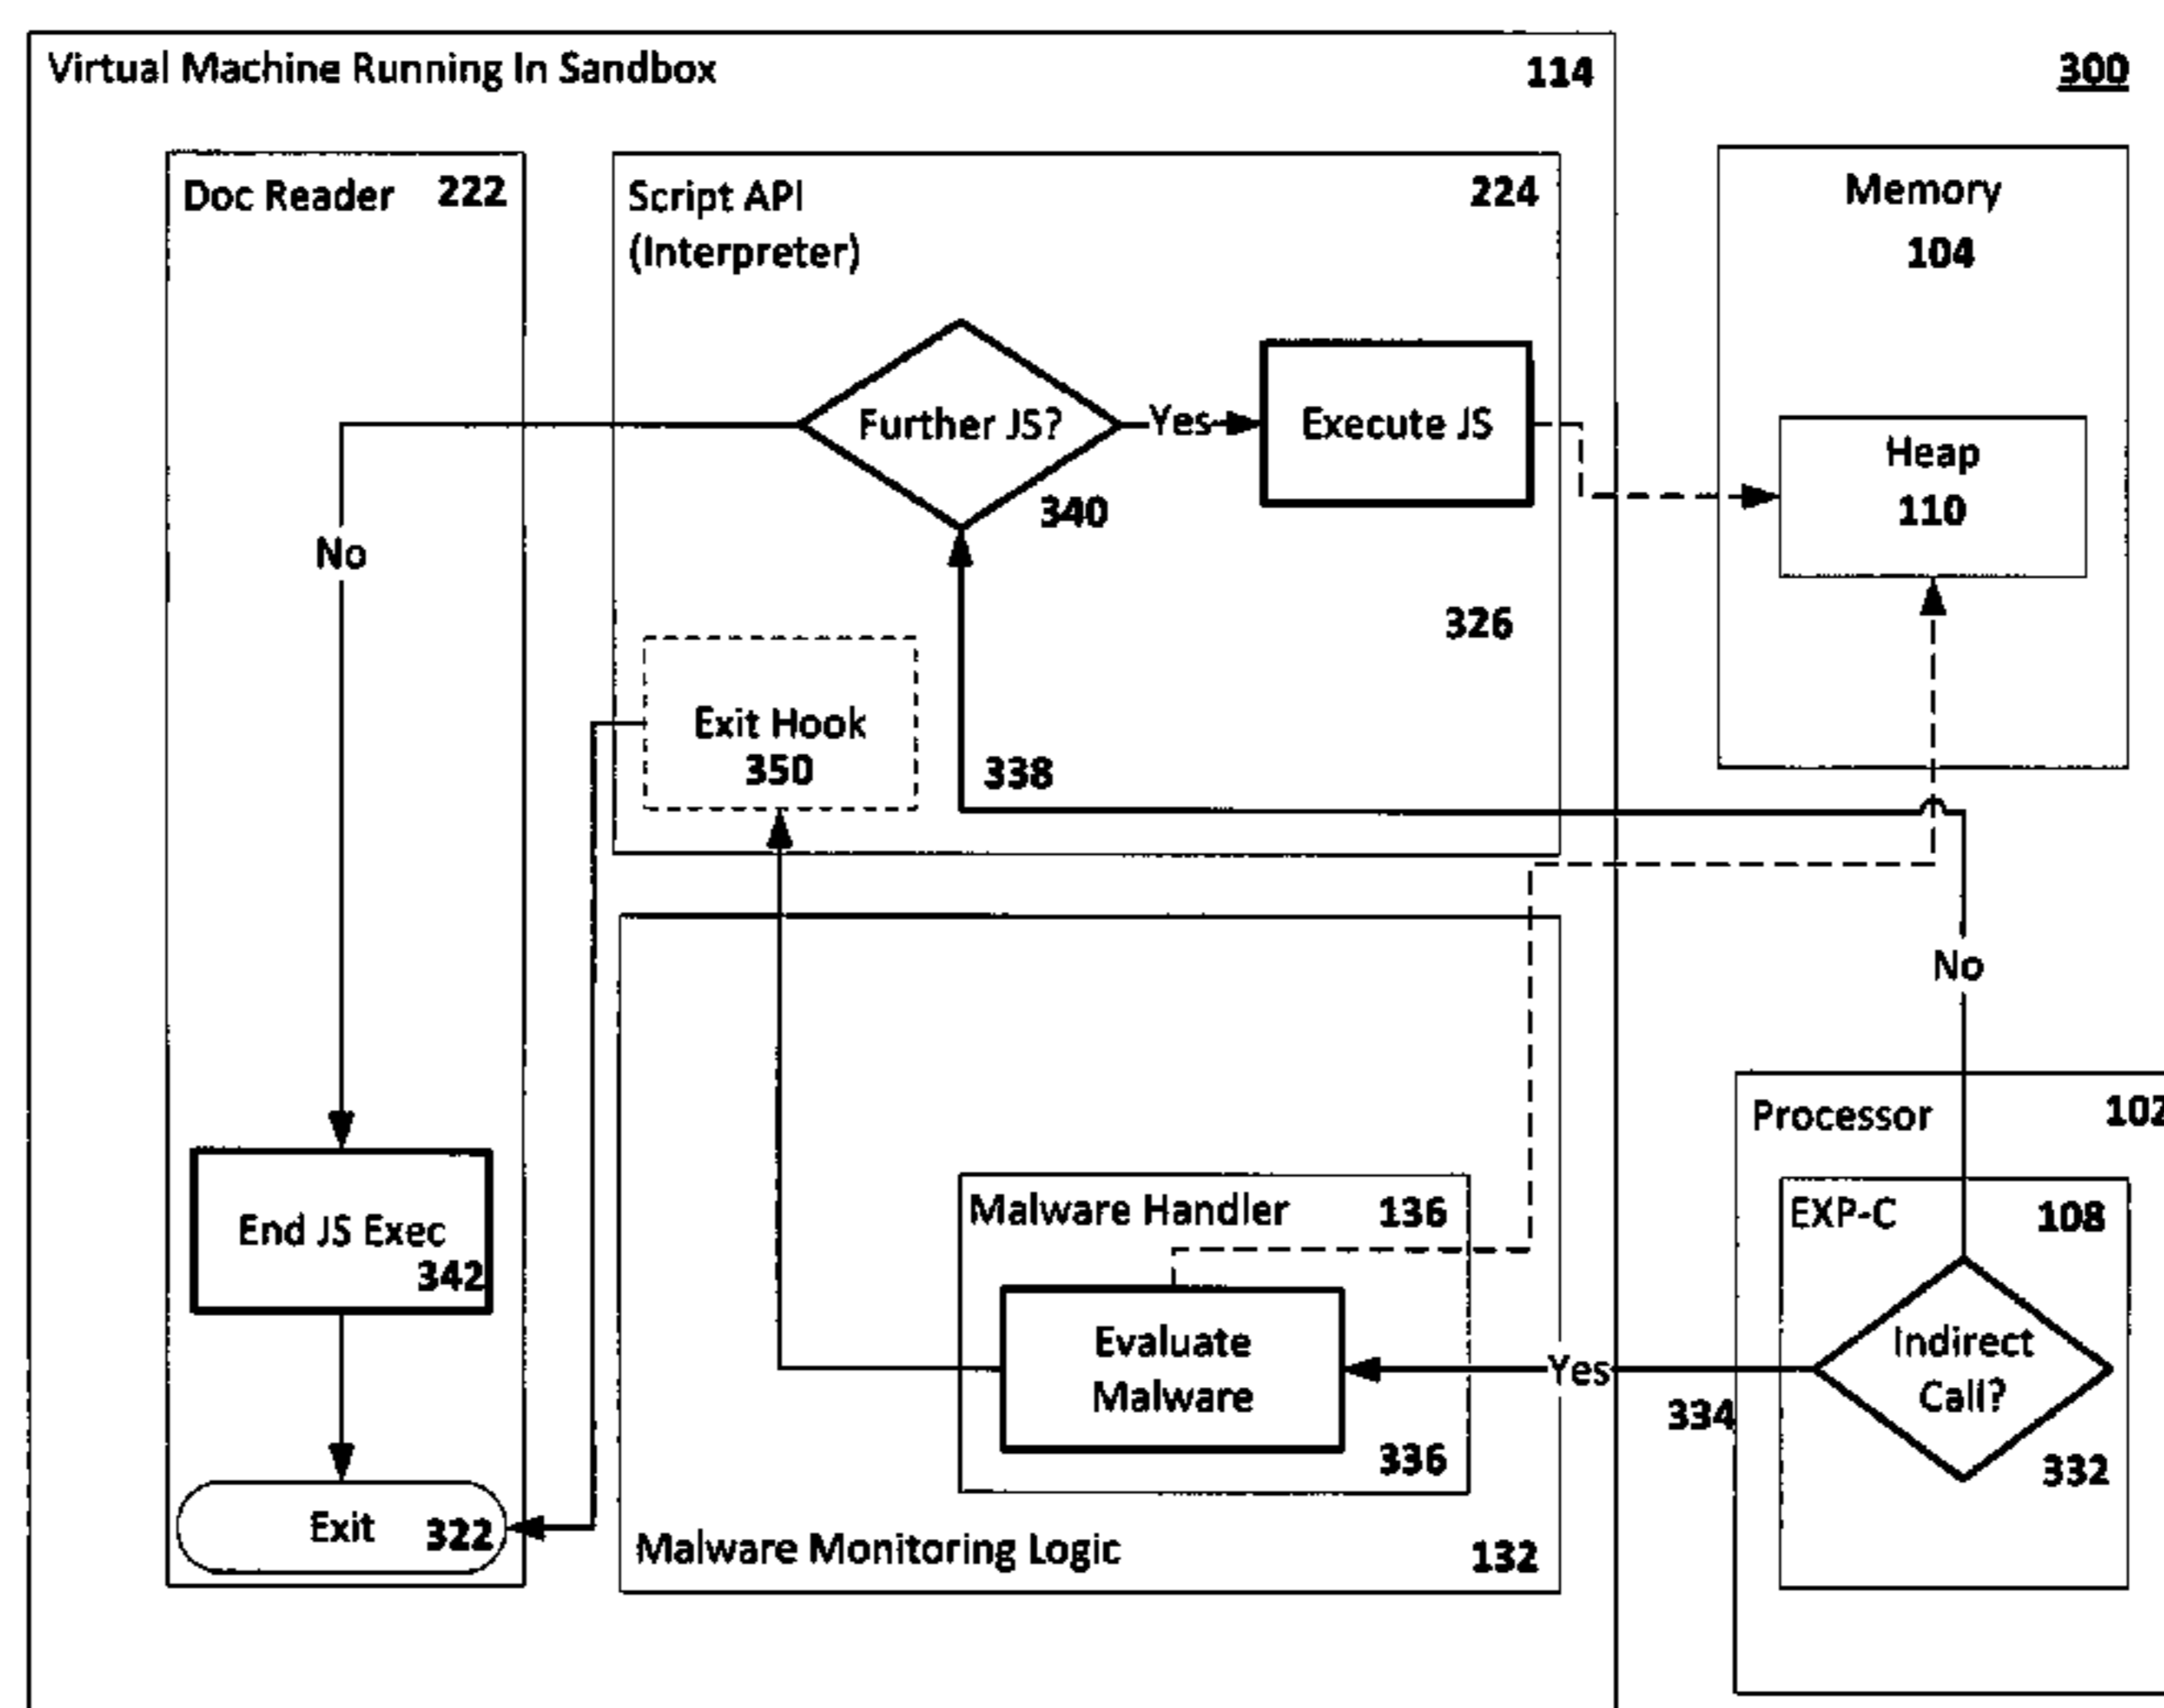 Virtual Machine Running In Sandbox
114
300
Doc Reader 222
Script API
(Interpreter)
224
Memory
104
Further JS?
340
Yes
Execute JS
326
Heap
110
No
Exit Hook
350
338
No
Processor 102
EXP-C 108
Indirect
Call?
332
Yes
334
Malware Handler 136
Evaluate
Malware
336
Malware Monitoring Logic 132
End JS Exec
342
Exit 322